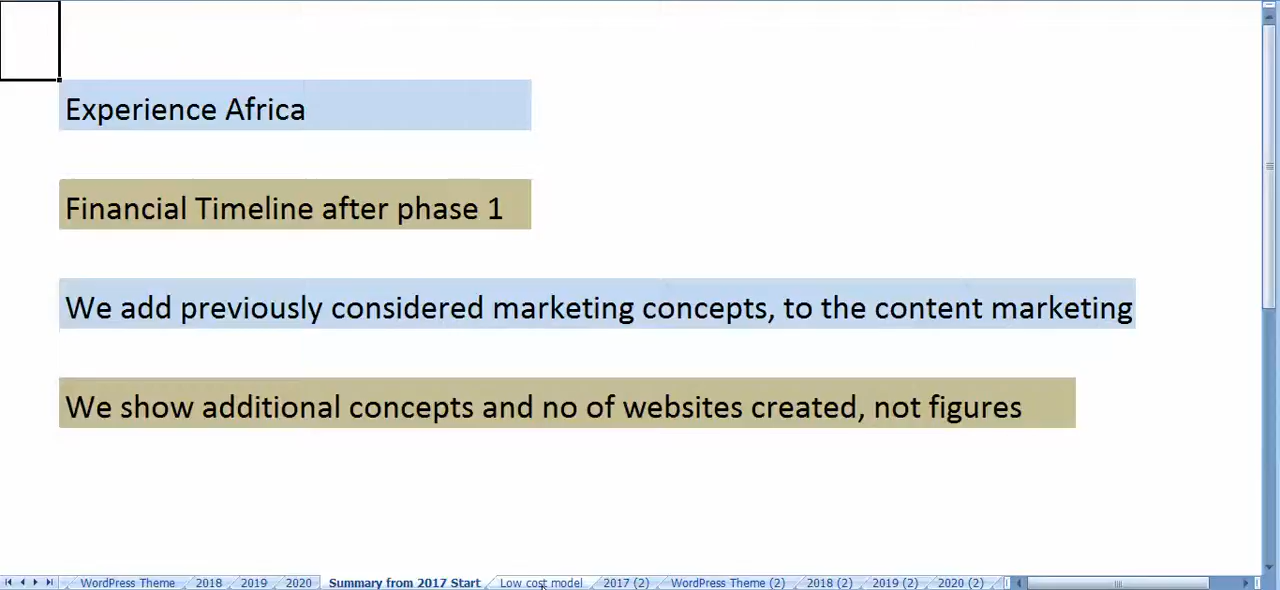 Experience Africa
Financial Timeline after phase 1
We add previously considered marketing concepts, to the content marketing
We show additional concepts and no of websites created, not figures
WordPress Theme 2018 2019 2020 Summary from 2017 Start Low cost model 2017 (2) WordPress Theme (2) 2018 (2) 2019 (2) 2020 (2)